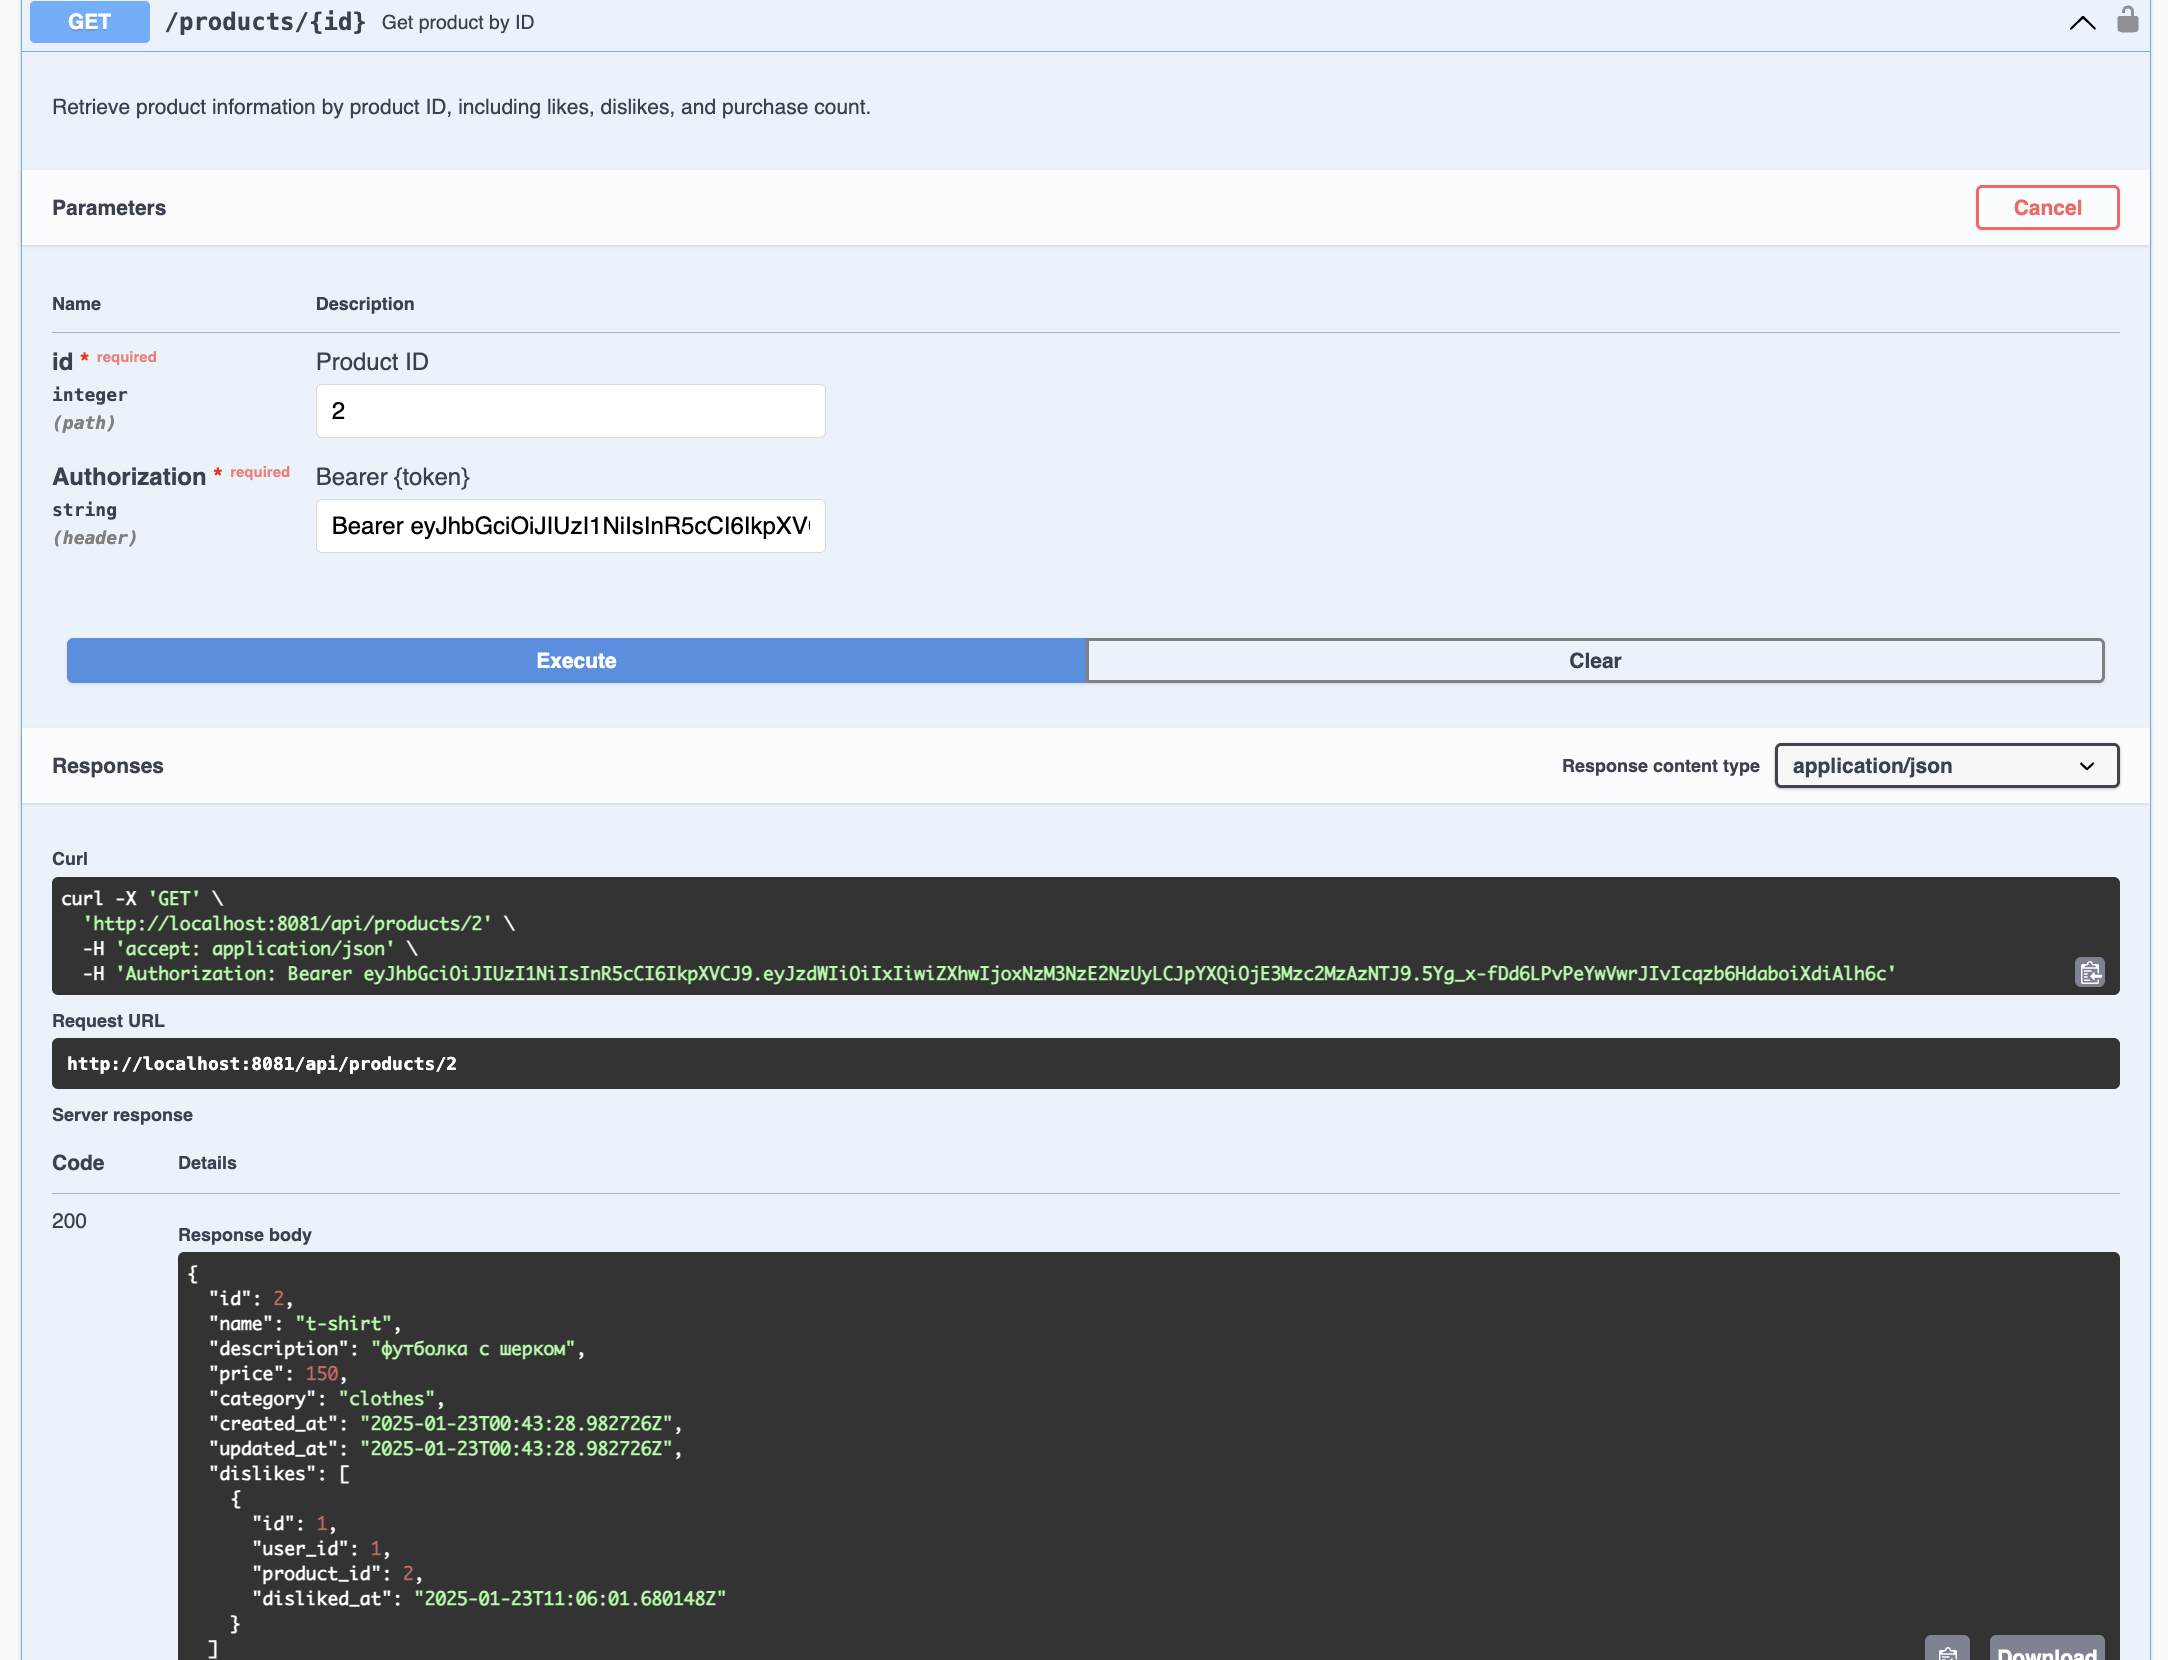 GET /products/{id} Get product by ID
Retrieve product information by product ID, including likes, dislikes, and purchase count.
Parameters
Cancel
Name Description
id * required
integer
(path)
Product ID
2
Authorization * required
string
(header)
Bearer {token}
Bearer eyJhbGciOiJIUzI1NiIsInR5cCI6IkpXV
Execute
Clear
Responses
Response content type
application/json
Curl
curl -X 'GET' \
'http://localhost:8081/api/products/2' \
-H 'accept: application/json' \
-H 'Authorization: Bearer eyJhbGciOiJIUzI1NiIsInR5cCI6IkpXVCJ9.eyJzdWIiOiIxIiwiZXhwIjoxNzM3NzE2NzUyLCJpYXQiOjE3Mzc2MzAzNTJ9.5Yg_x-fDd6LPvPeYwVwrJIvIcqzb6HdaboiXdiAlh6c'
Request URL
http://localhost:8081/api/products/2
Server response
Code Details
200
Response body
{
"id": 2,
"name": "t-shirt",
"description": "футболка с шерком",
"price": 150,
"category": "clothes",
"created_at": "2025-01-23T00:43:28.982726Z",
"updated_at": "2025-01-23T00:43:28.982726Z",
"dislikes": [
{
"id": 1,
"user_id": 1,
"product_id": 2,
"disliked_at": "2025-01-23T11:06:01.680148Z"
}
]
Download